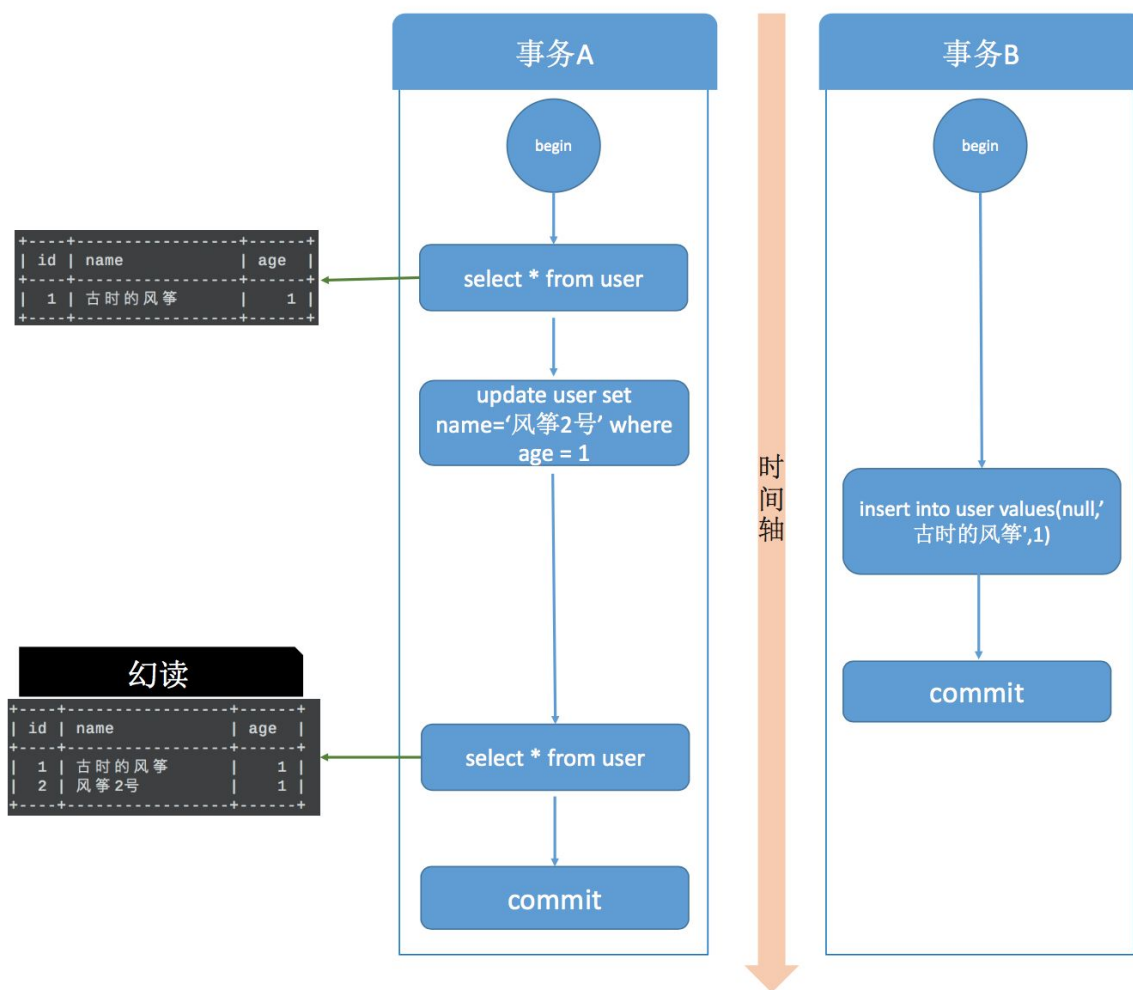 事务A
事务B
begin
begin
+----+-----------------+------+
| id | name | age |
+----+-----------------+------+
| 1 | 古时的风筝 | 1 |
+----+-----------------+------+
select * from user
update user set
name=‘风筝2号’ where
age = 1
时
间
轴
insert into user values(null,’
古时的风筝',1)
commit
幻读
+----+-----------------+------+
| id | name | age |
+----+-----------------+------+
| 1 | 古时的风筝 | 1 |
| 2 | 风筝2号 | 1 |
+----+-----------------+------+
select * from user
commit